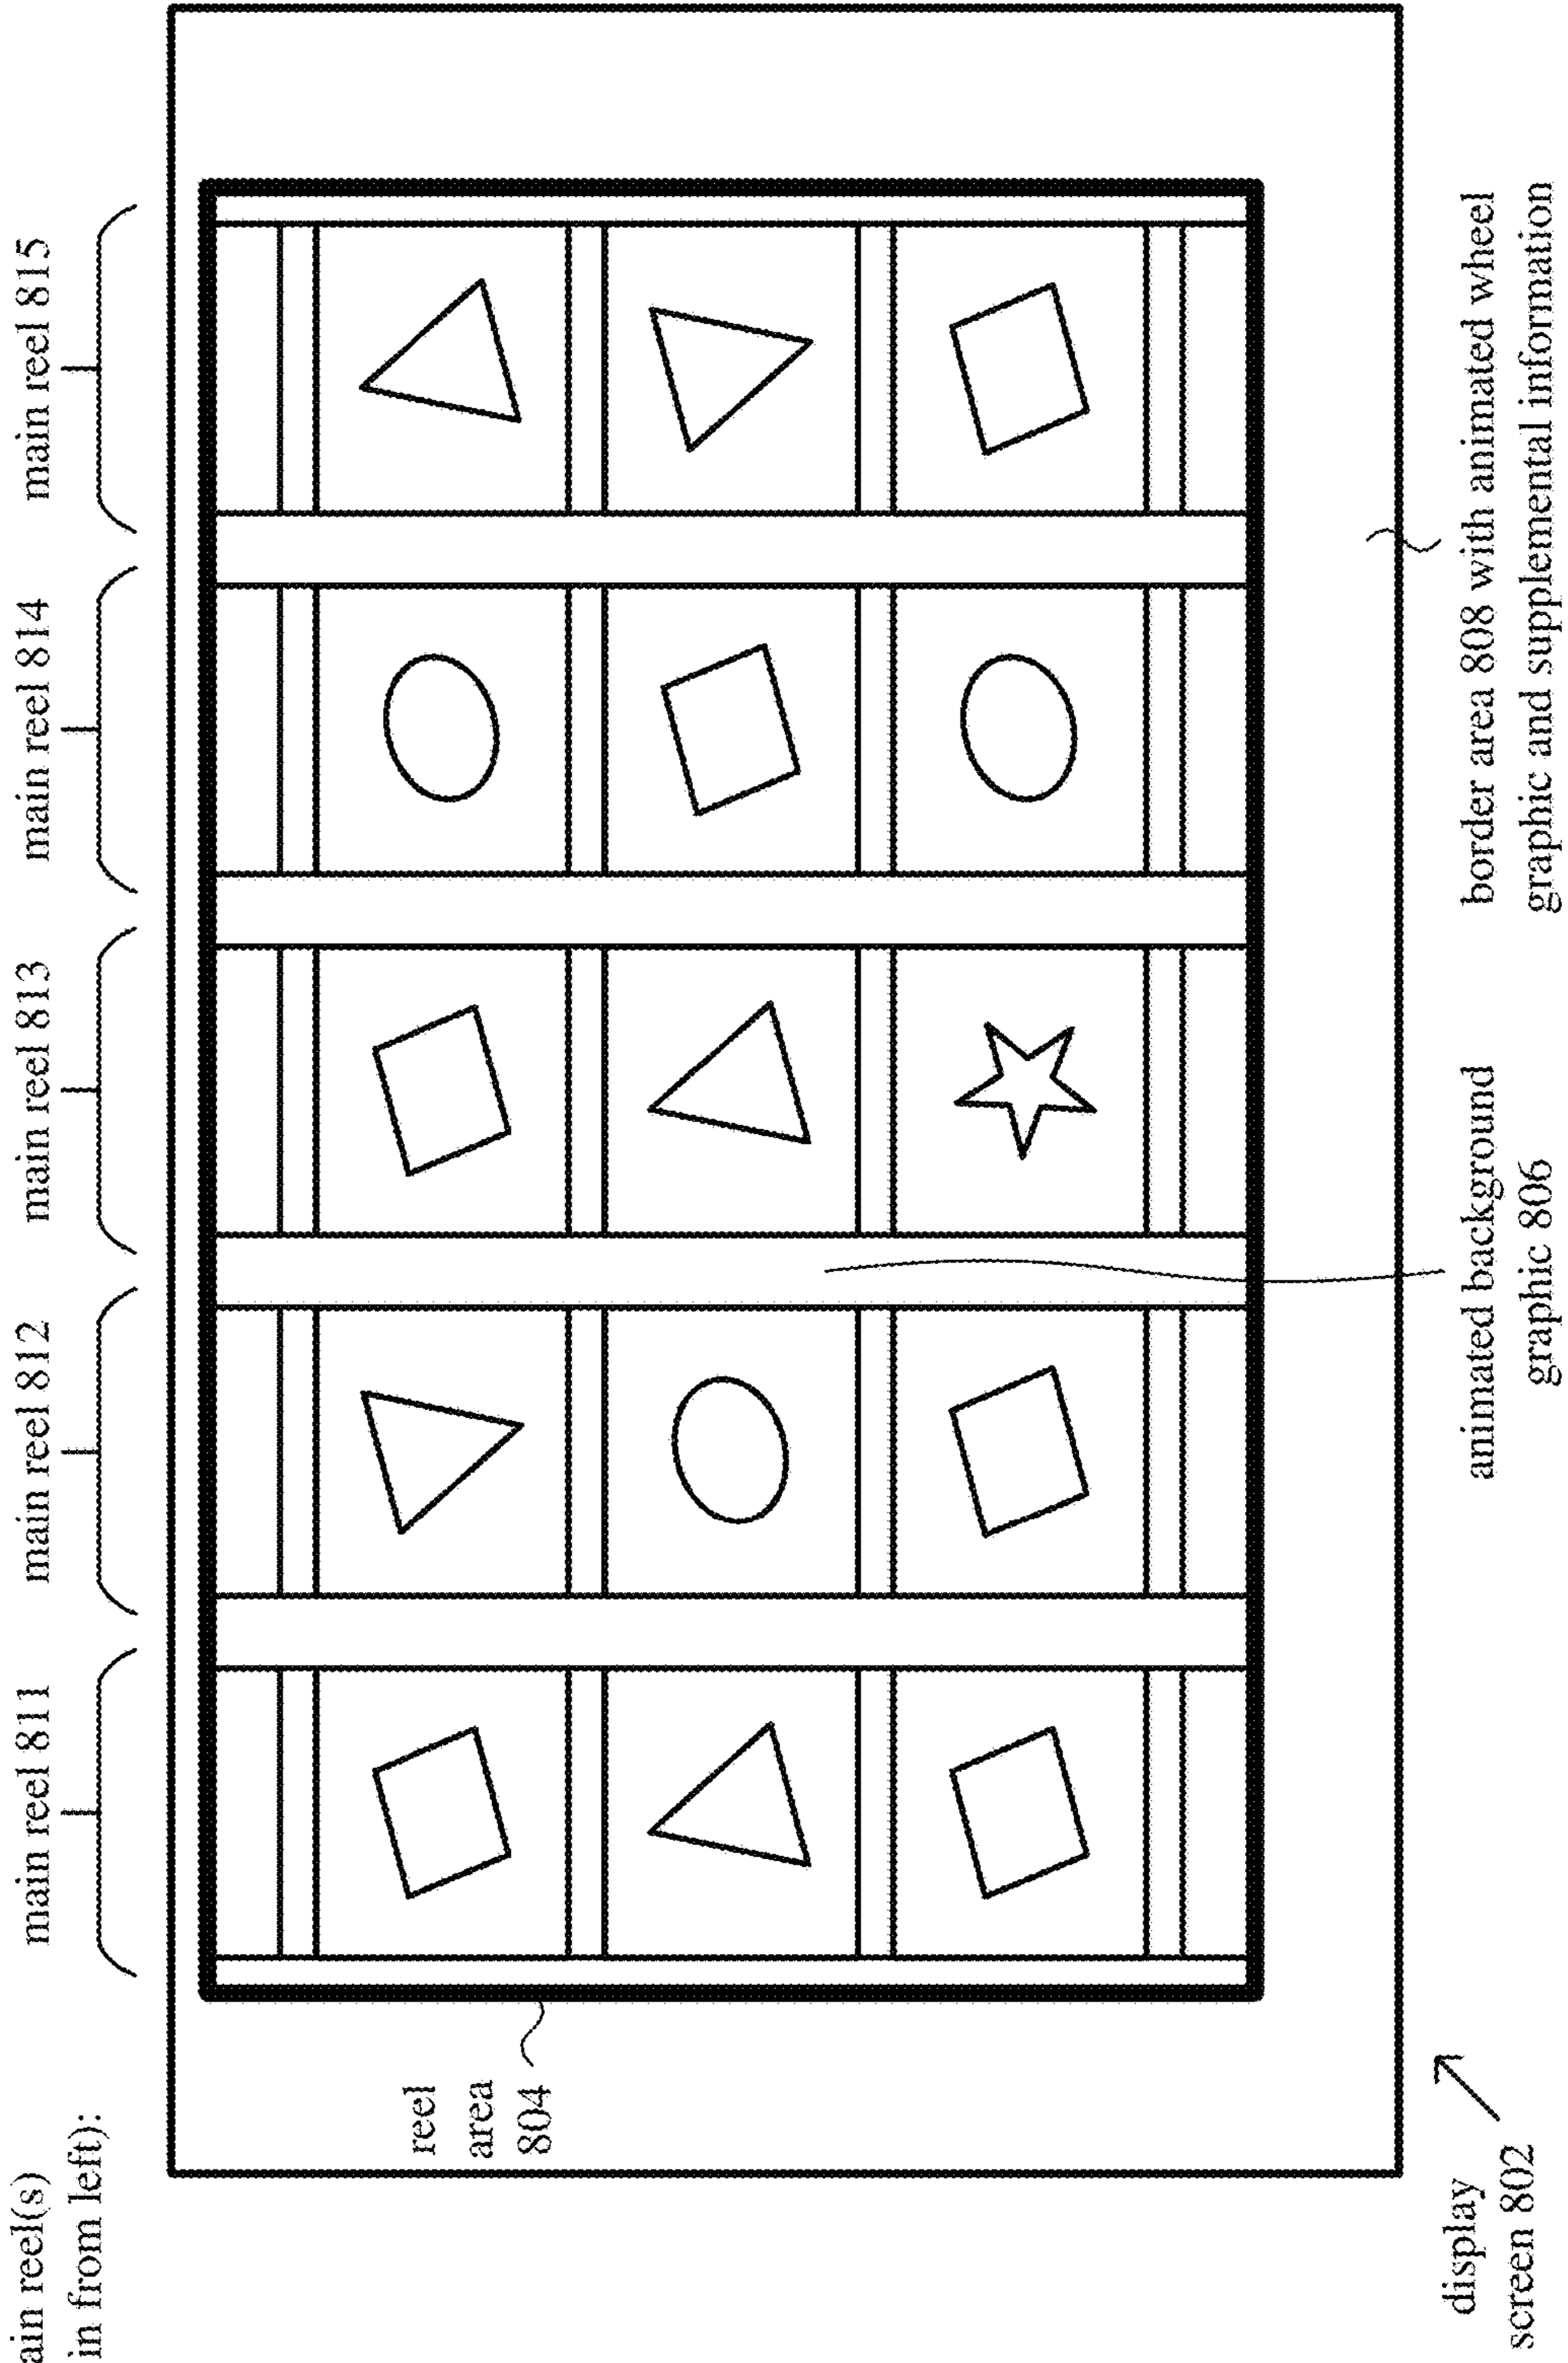 ain reel(s)
in from left):
main reel 811
main reel 812
main reel 813
main reel 814
main reel 815
reel
area
804
display
screen 802
animated background
graphic 806
border area 808 with animated wheel
graphic and supplemental information